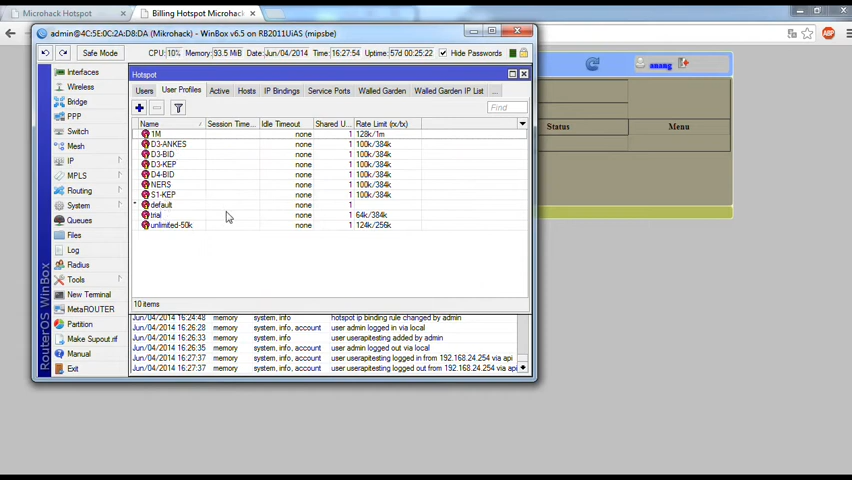 Microhack Hotspot
Billing Hotspot Microhack
ABP
admin@4C:5E:0C:2A:D8:DA (Mikrohack) - WinBox v6.5 on RB2011UiAS (mipsbe)
Safe Mode
CPU: 10% Memory: 93.5 MiB Date: Jun/04/2014 Time: 16:27:54 Uptime: 57d 00:25:22
Hide Passwords
anang
Status
Menu
RouterOS WinBox
Interfaces
Wireless
Bridge
PPP
Switch
Mesh
IP
MPLS
Routing
System
Queues
Files
Log
Radius
Tools
New Terminal
MetaROUTER
Partition
Make Supout.rif
Manual
Exit
Hotspot
Users User Profiles Active Hosts IP Bindings Service Ports Walled Garden Walled Garden IP List ...
Find
Name Session Time... Idle Timeout Shared U... Rate Limit (rx/tx)
1M none 1 128k/1m
D3-ANKES none 1 100k/384k
D3-BID none 1 100k/384k
D3-KEP none 1 100k/384k
D4-BID none 1 100k/384k
NERS none 1 100k/384k
S1-KEP none 1 100k/384k
default none 1
trial none 1 64k/384k
unlimited-50k none 1 124k/256k
10 items
Jun/04/2014 16:24:48 memory system, info hotspot ip binding rule changed by admin
Jun/04/2014 16:26:28 memory system, info, account user admin logged in via local
Jun/04/2014 16:26:33 memory system, info user userapitesting added by admin
Jun/04/2014 16:26:35 memory system, info, account user admin logged out via local
Jun/04/2014 16:27:37 memory system, info, account user userapitesting logged in from 192.168.24.254 via api
Jun/04/2014 16:27:37 memory system, info, account user userapitesting logged out from 192.168.24.254 via api